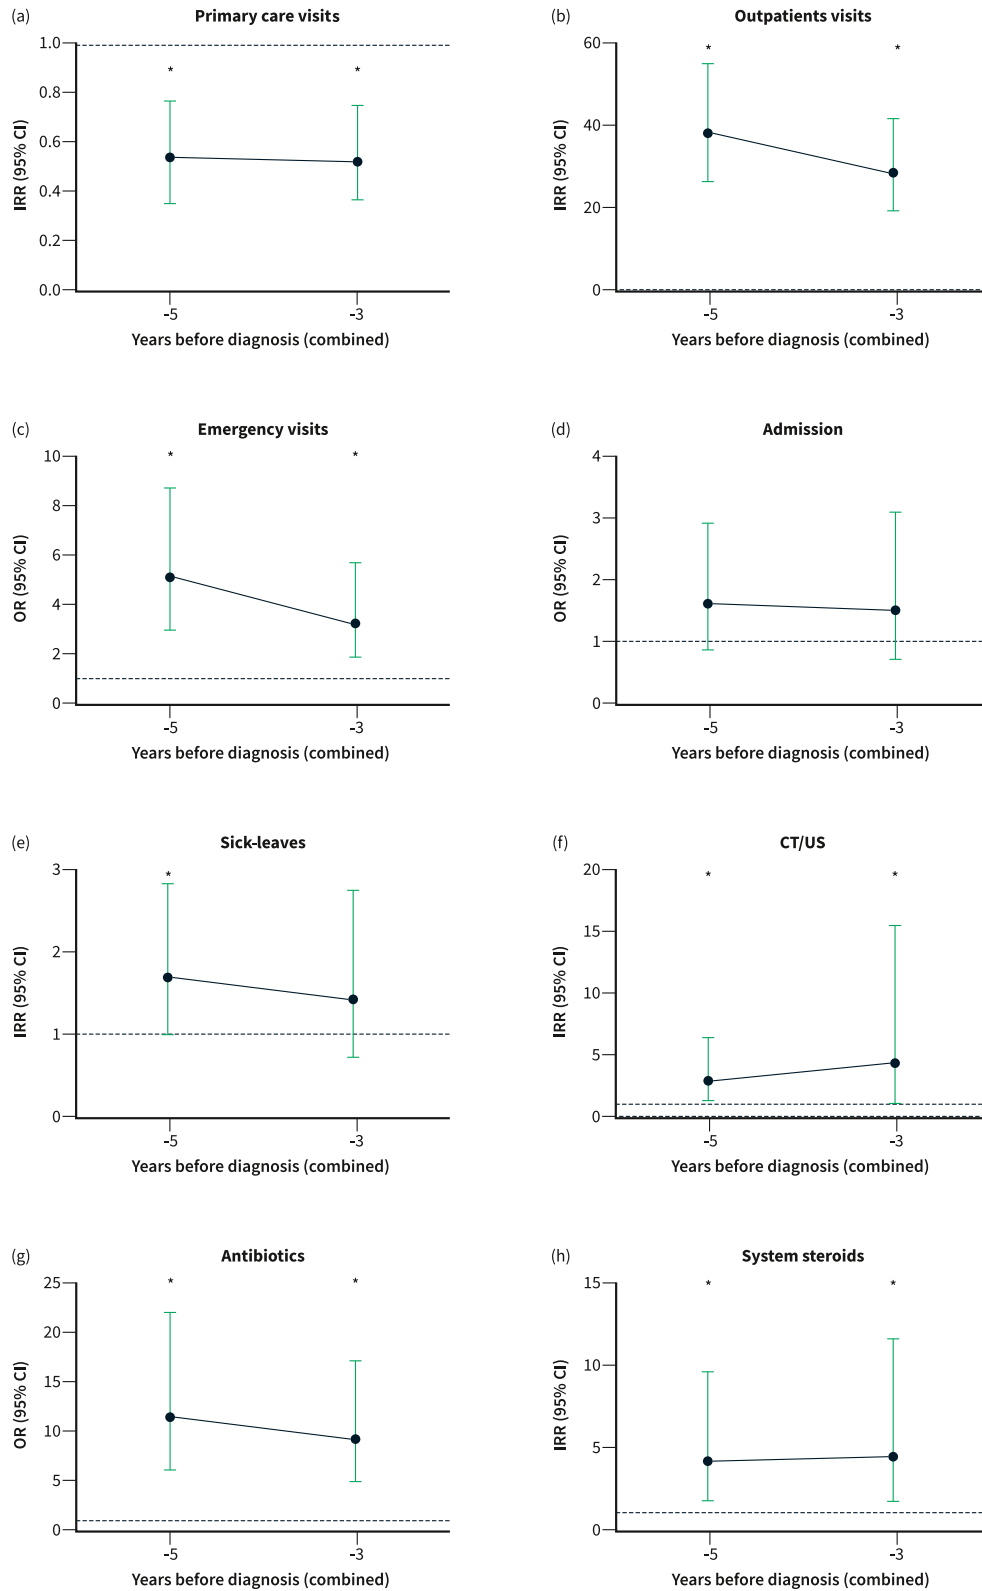 (a) Primary care visits
1.0
*
*
0.8
0.6
0.4
0.2
0.0
IRR (95% CI)
-5
-3
Years before diagnosis (combined)
(b) Outpatients visits
60
*
*
40
20
0
IRR (95% CI)
-5
-3
Years before diagnosis (combined)
(c) Emergency visits
10
*
*
8
6
4
2
0
OR (95% CI)
-5
-3
Years before diagnosis (combined)
(d) Admission
4
3
2
1
0
OR (95% CI)
-5
-3
Years before diagnosis (combined)
(e) Sick-leaves
3
*
2
1
0
IRR (95% CI)
-5
-3
Years before diagnosis (combined)
(f) CT/US
20
*
*
15
10
5
0
IRR (95% CI)
-5
-3
Years before diagnosis (combined)
(g) Antibiotics
25
*
*
20
15
10
5
0
OR (95% CI)
-5
-3
Years before diagnosis (combined)
(h) System steroids
15
*
*
10
5
0
IRR (95% CI)
-5
-3
Years before diagnosis (combined)